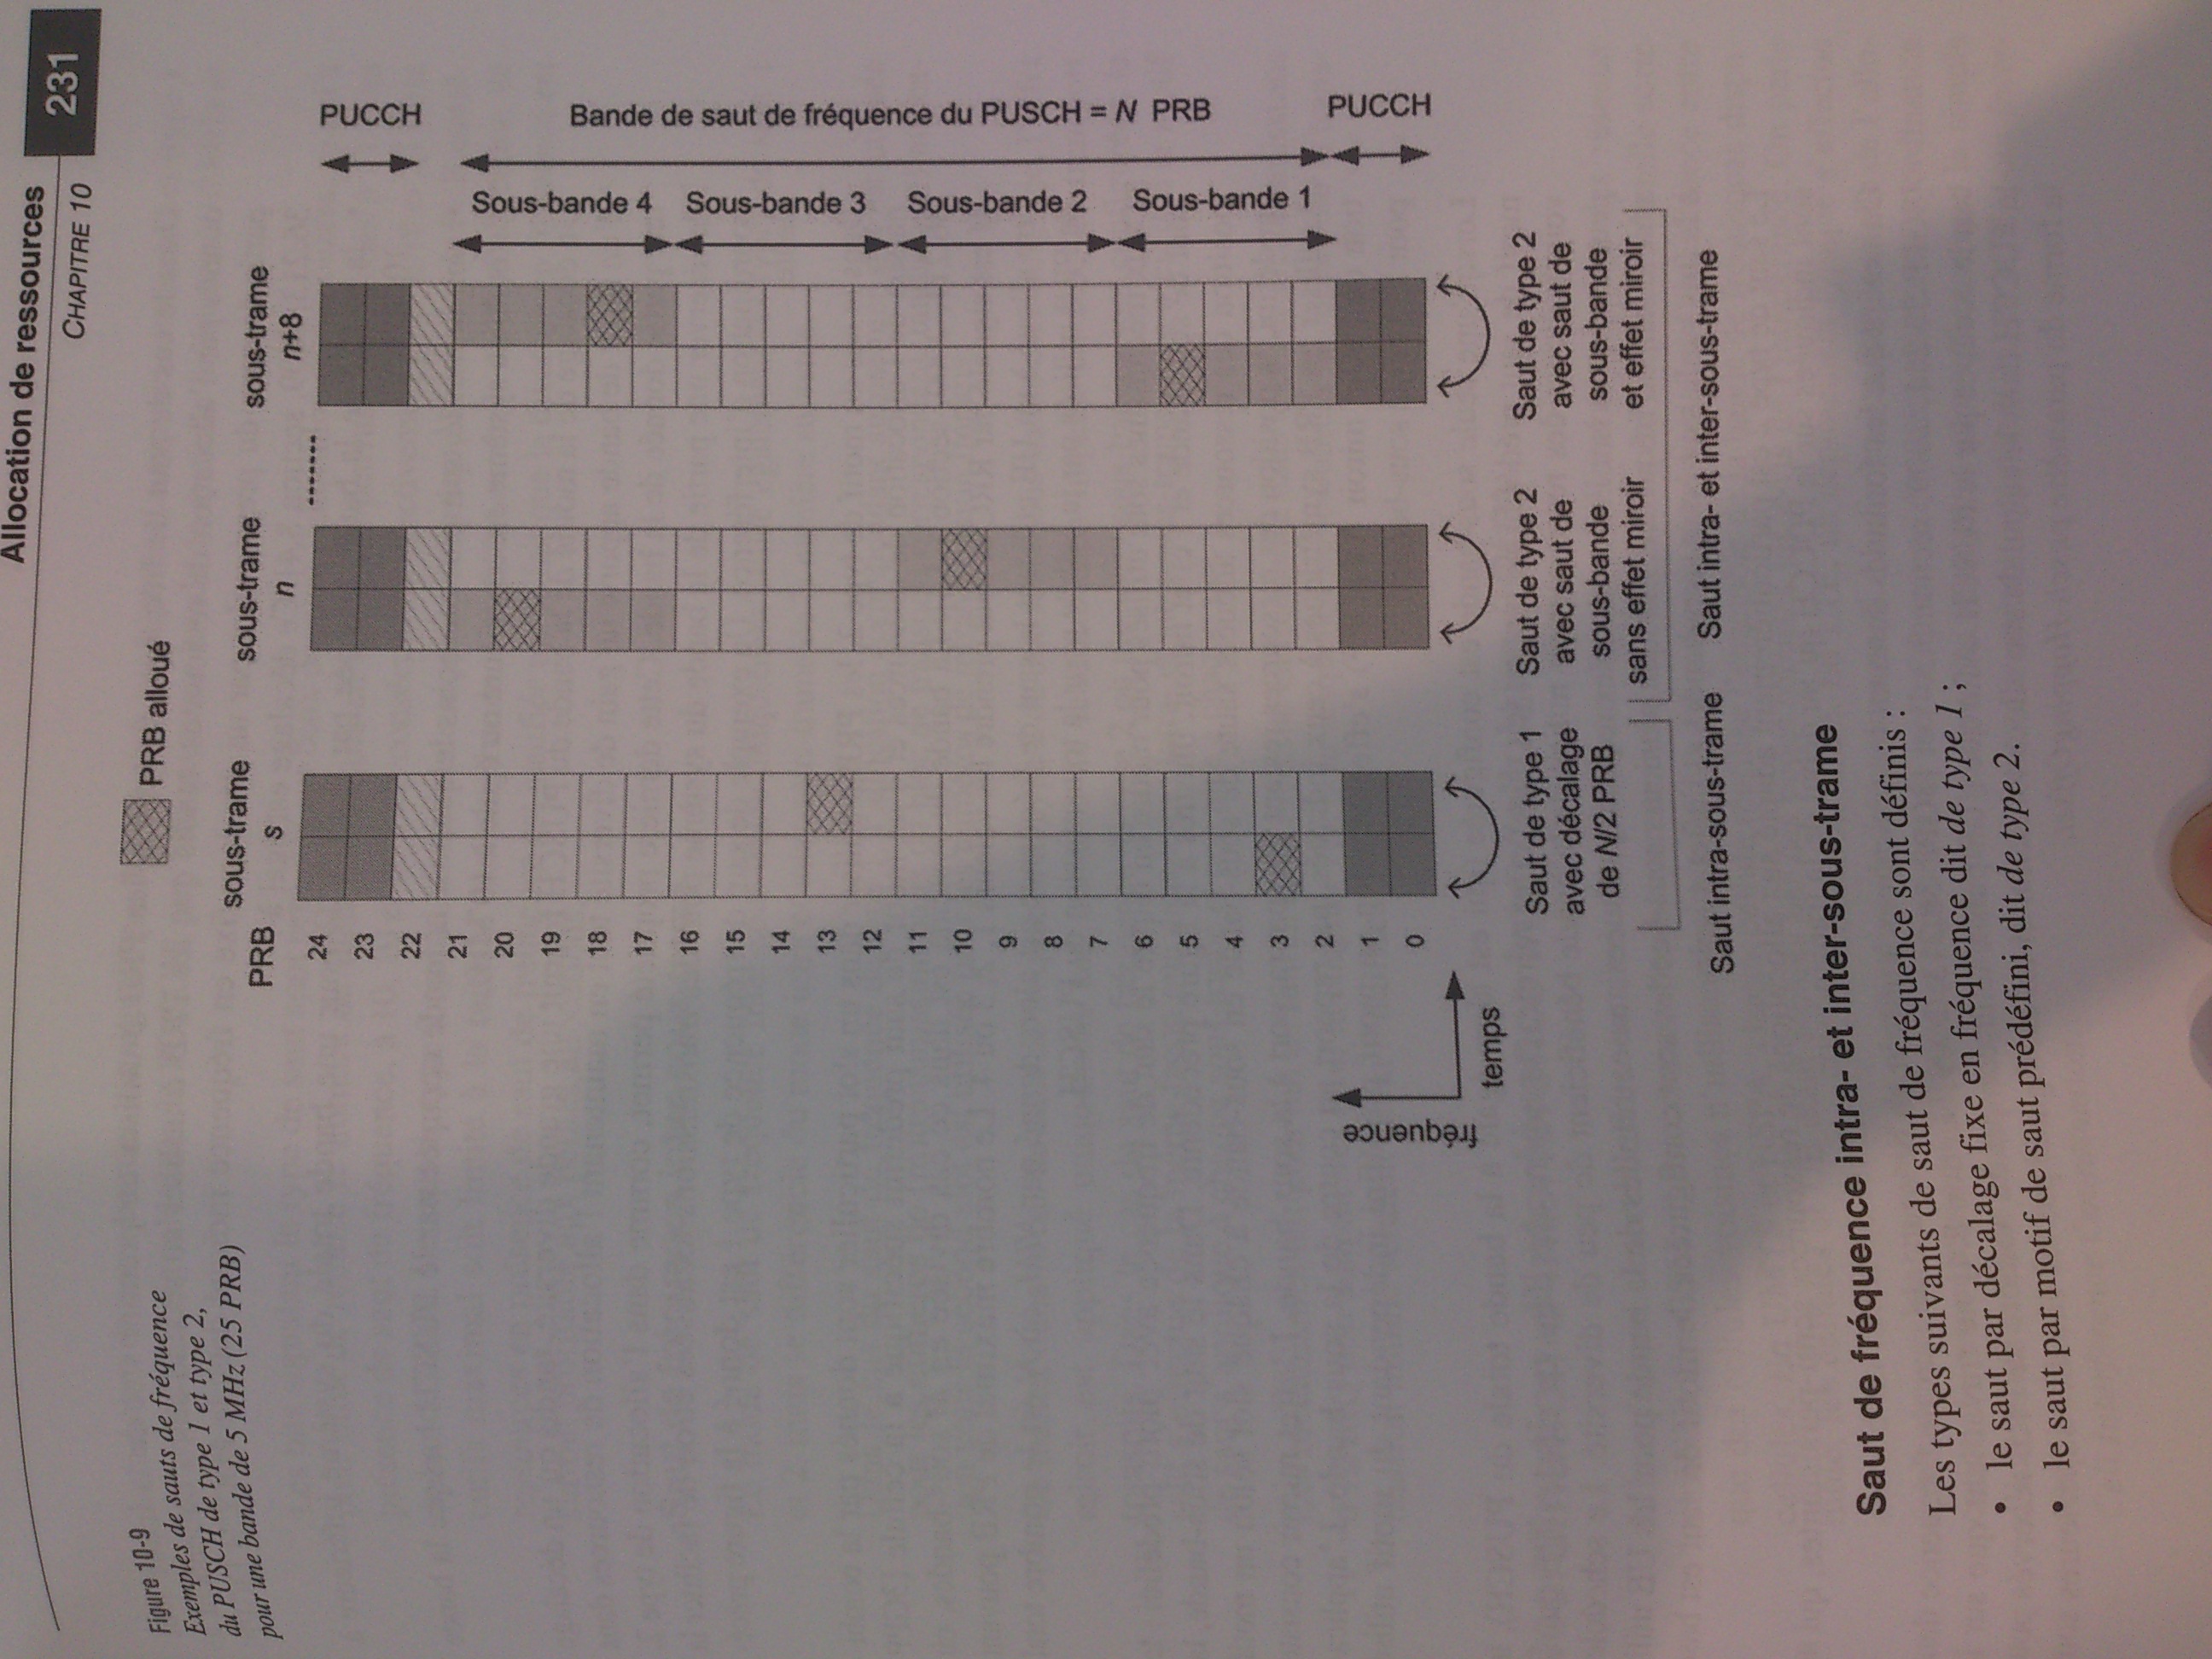 Allocation de ressources
CHAPITRE 10
231
Figure 10-9
Exemples de sauts de fréquence
du PUSCH de type 1 et type 2,
pour une bande de 5 MHz (25 PRB)
PRB alloué
PRB
sous-trame
s
sous-trame
n
sous-trame
n+8
24
23
22
21
20
19
18
17
16
15
14
13
12
11
10
9
8
7
6
5
4
3
2
1
0
PUCCH
Sous-bande 4
Sous-bande 3
Sous-bande 2
Sous-bande 1
Bande de saut de fréquence du PUSCH = N PRB
PUCCH
fréquence
temps
Saut de type 1
avec décalage
de N/2 PRB
Saut de type 2
avec saut de
sous-bande
sans effet miroir
Saut de type 2
avec saut de
sous-bande
et effet miroir
Saut intra-sous-trame
Saut intra- et inter-sous-trame
Saut de fréquence intra- et inter-sous-trame
Les types suivants de saut de fréquence sont définis :
• le saut par décalage fixe en fréquence dit de type 1 ;
• le saut par motif de saut prédéfini, dit de type 2.